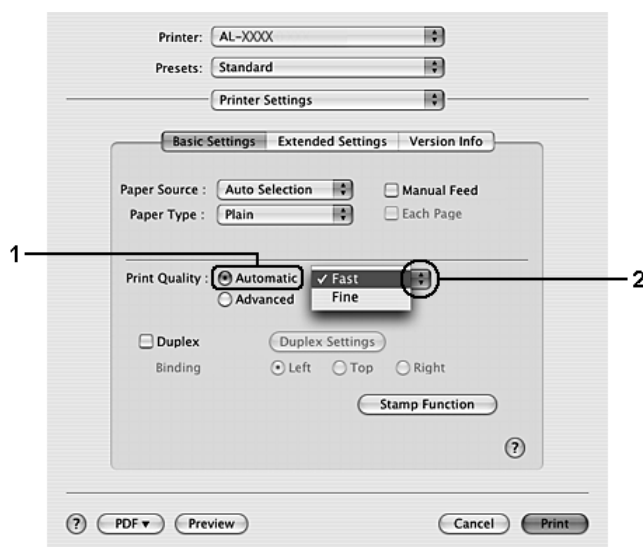 Printer: AL-XXXX
Presets: Standard
Printer Settings
Basic Settings Extended Settings Version Info
Paper Source : Auto Selection Manual Feed
Paper Type : Plain Each Page
1
Print Quality : Automatic ✓ Fast 2
Advanced Fine
Duplex Duplex Settings
Binding Left Top Right
Stamp Function
?
? PDF ▼ Preview Cancel Print